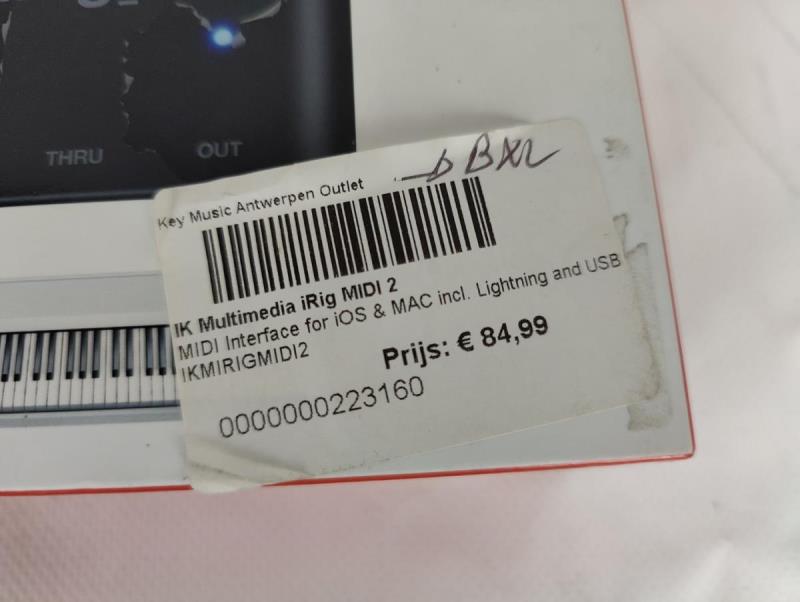 THRU OUT
→ BXL
Key Music Antwerpen Outlet
IK Multimedia iRig MIDI 2
MIDI Interface for iOS & MAC incl. Lightning and USB
IKMIRIGMIDI2
Prijs: € 84,99
0000000223160